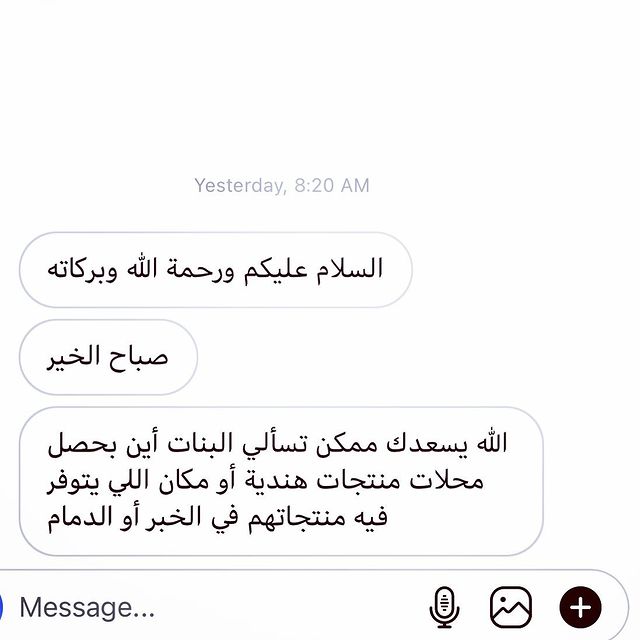 Yesterday, 8:20 AM
السلام عليكم ورحمة الله وبركاته
صباح الخير
الله يسعدك ممكن تسألي البنات أين بحصل
محلات منتجات هندية أو مكان اللي يتوفر
فيه منتجاتهم في الخبر أو الدمام
Message...